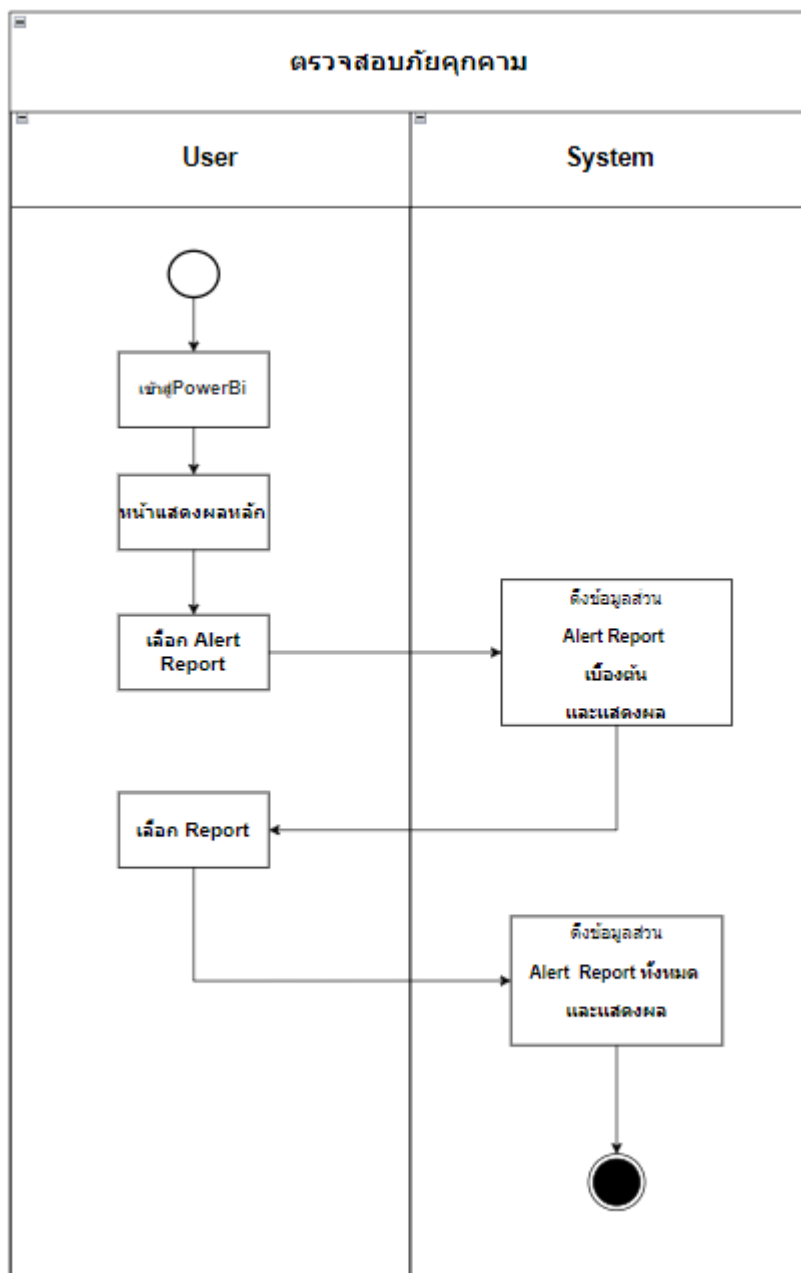 ตรวจสอบภัยคุกคาม
User
System
เข้าสู่PowerBi
หน้าแสดงผลหลัก
เลือก Alert
Report
ดึงข้อมูลส่วน
Alert Report
เบื้องต้น
และแสดงผล
เลือก Report
ดึงข้อมูลส่วน
Alert Report ทั้งหมด
และแสดงผล